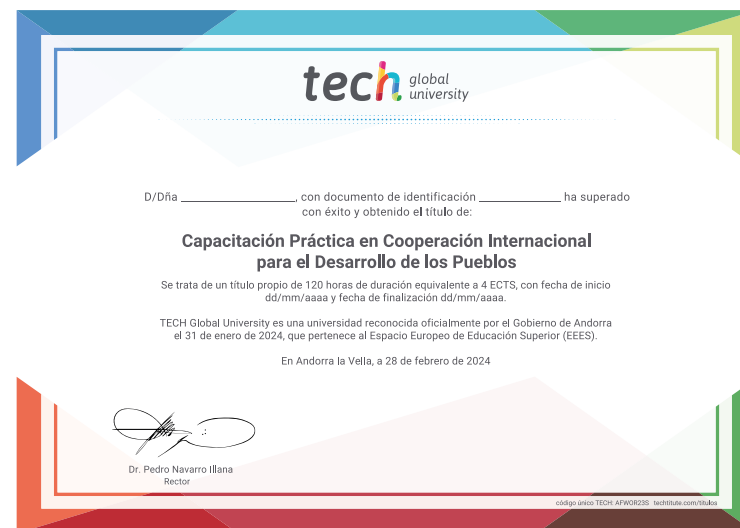 tech global
university
D/Dña ____________________, con documento de identificación ______________ ha superado
con éxito y obtenido el título de:
Capacitación Práctica en Cooperación Internacional
para el Desarrollo de los Pueblos
Se trata de un título propio de 120 horas de duración equivalente a 4 ECTS, con fecha de inicio
dd/mm/aaaa y fecha de finalización dd/mm/aaaa.
TECH Global University es una universidad reconocida oficialmente por el Gobierno de Andorra
el 31 de enero de 2024, que pertenece al Espacio Europeo de Educación Superior (EEES).
En Andorra la Vella, a 28 de febrero de 2024
Dr. Pedro Navarro Illana
Rector
código único TECH: AFWOR23S techtitute.com/titulos